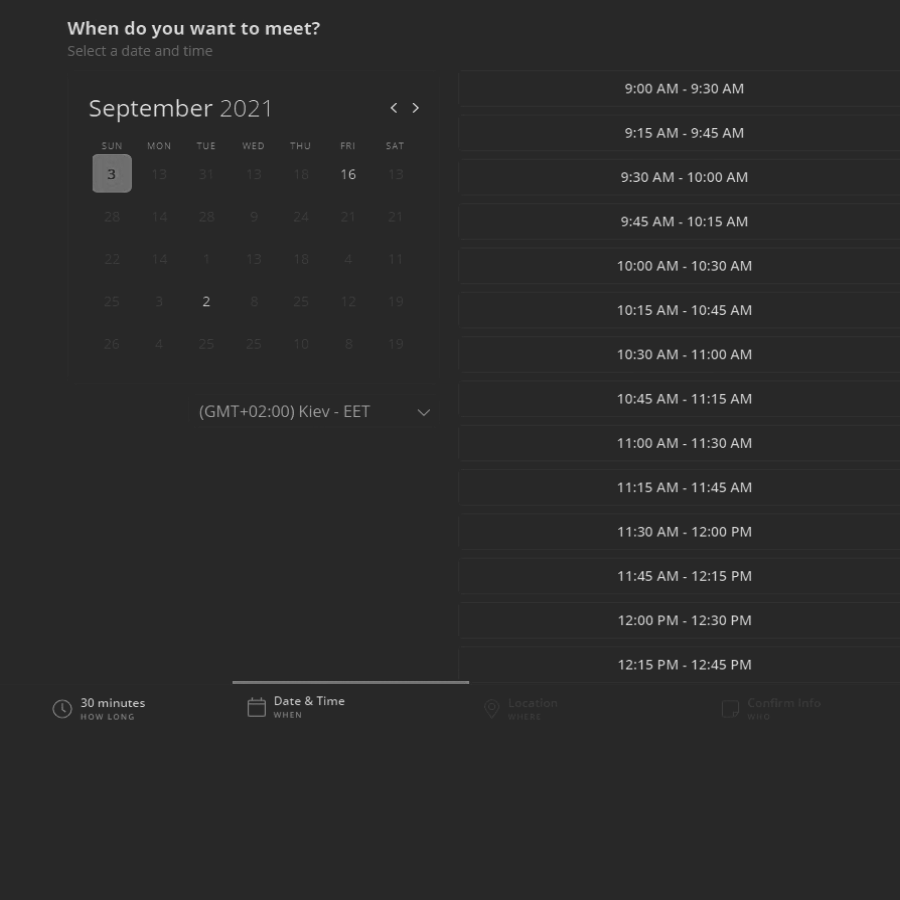 When do you want to meet?
Select a date and time
September 2021
SUN MON TUE WED THU FRI SAT
3 13 31 13 18 16 13
28 14 28 9 24 21 21
22 14 1 13 18 4 11
25 3 2 8 25 12 19
26 4 25 25 10 8 19
(GMT+02:00) Kiev - EET
9:00 AM - 9:30 AM
9:15 AM - 9:45 AM
9:30 AM - 10:00 AM
9:45 AM - 10:15 AM
10:00 AM - 10:30 AM
10:15 AM - 10:45 AM
10:30 AM - 11:00 AM
10:45 AM - 11:15 AM
11:00 AM - 11:30 AM
11:15 AM - 11:45 AM
11:30 AM - 12:00 PM
11:45 AM - 12:15 PM
12:00 PM - 12:30 PM
12:15 PM - 12:45 PM
30 minutes
HOW LONG
Date & Time
WHEN
Location
WHERE
Confirm Info
WHO